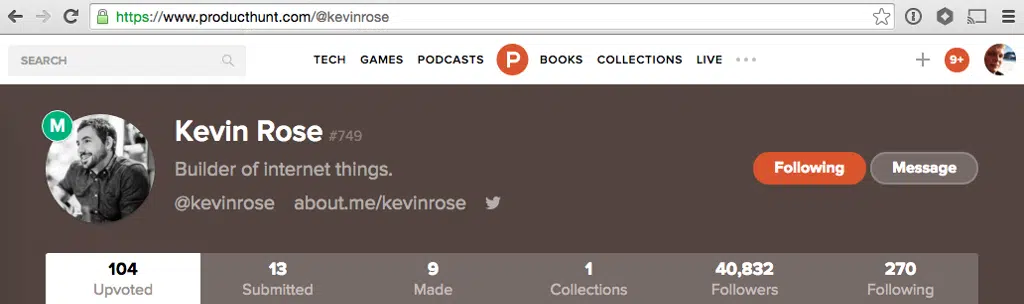 https://www.producthunt.com/@kevinrose
SEARCH
TECH GAMES PODCASTS P BOOKS COLLECTIONS LIVE
9+
M
Kevin Rose #749
Builder of internet things.
@kevinrose about.me/kevinrose
Following Message
104 13 9 1 40,832 270
Upvoted Submitted Made Collections Followers Following